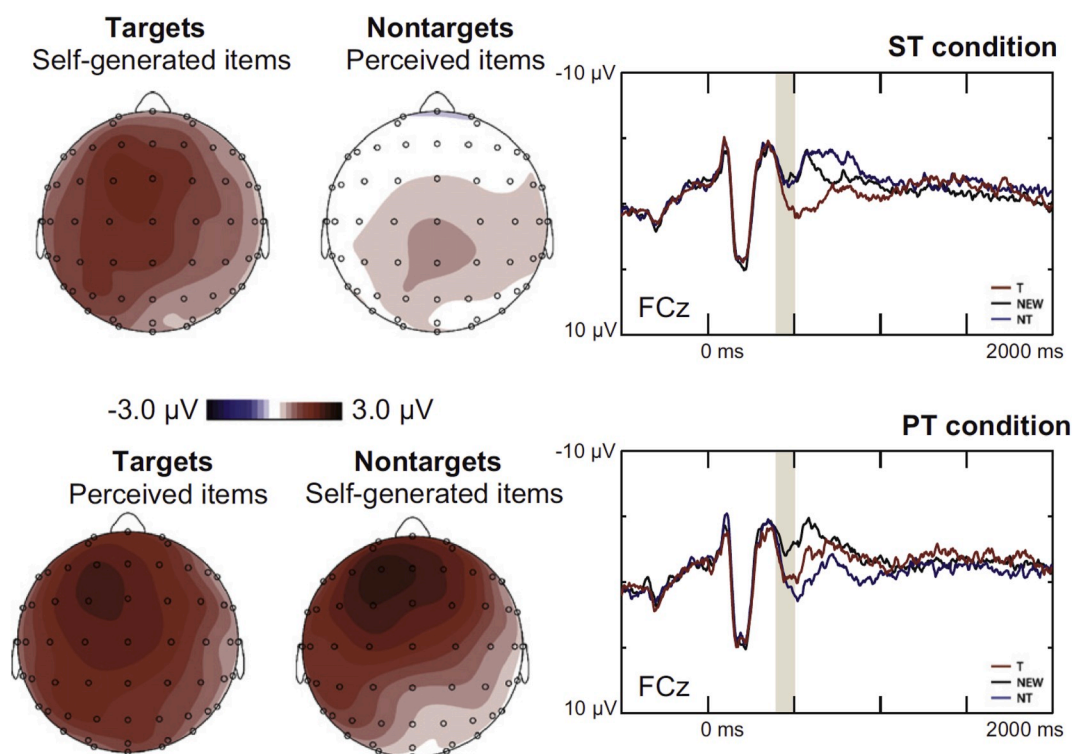 Targets
Self-generated items
Nontargets
Perceived items
ST condition
-10 µV
FCz
T
NEW
NT
10 µV
0 ms
2000 ms
-3.0 µV
3.0 µV
Targets
Perceived items
Nontargets
Self-generated items
PT condition
-10 µV
FCz
T
NEW
NT
10 µV
0 ms
2000 ms